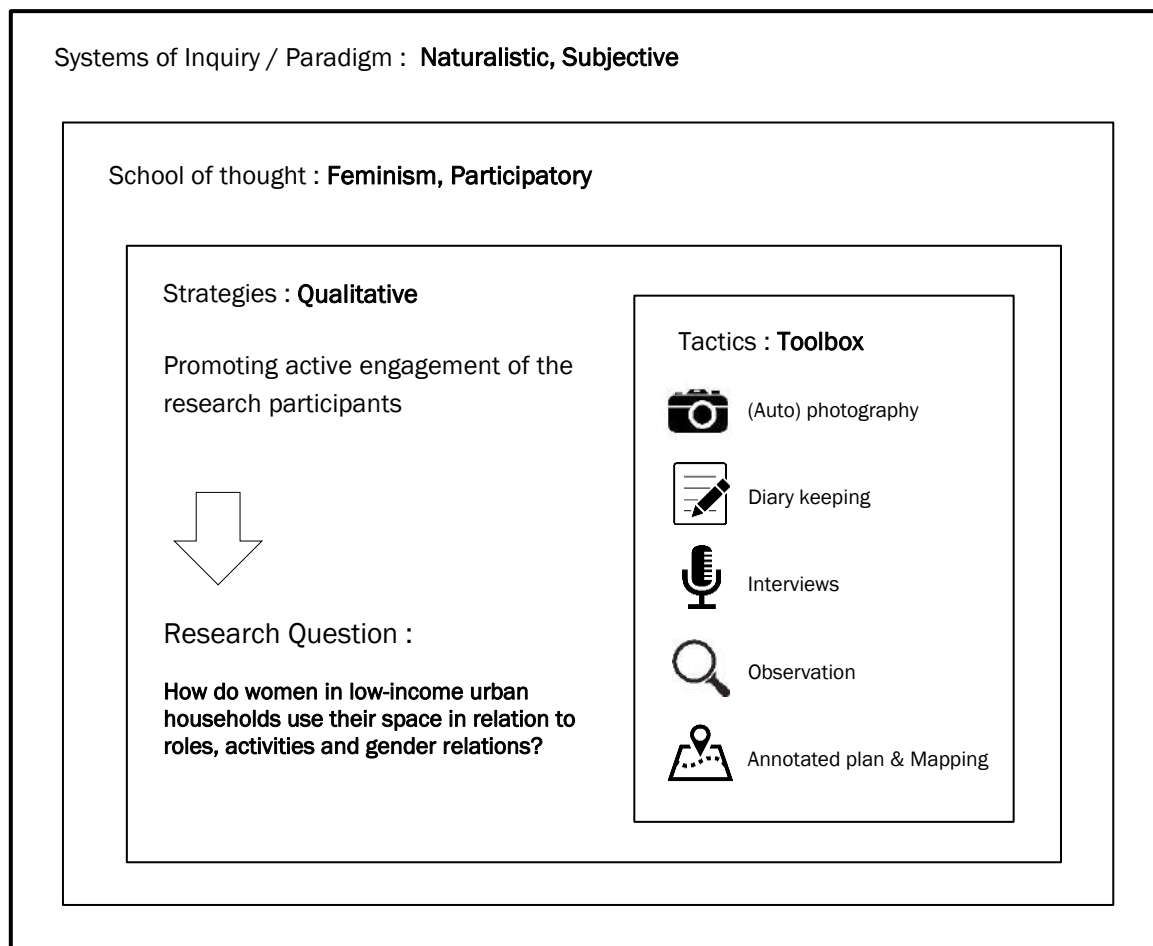 Systems of Inquiry / Paradigm : Naturalistic, Subjective
School of thought : Feminism, Participatory
Strategies : Qualitative
Promoting active engagement of the
research participants
Research Question :
How do women in low-income urban
households use their space in relation to
roles, activities and gender relations?
Tactics : Toolbox
(Auto) photography
Diary keeping
Interviews
Observation
Annotated plan & Mapping